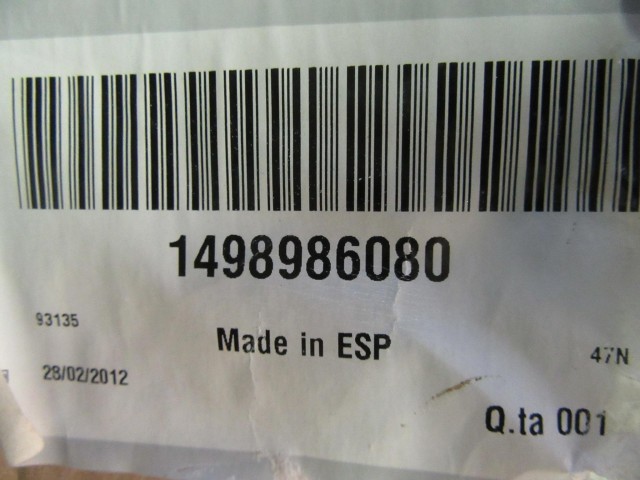 1498986080
93135
Made in ESP
47N
28/02/2012
Q.ta 001